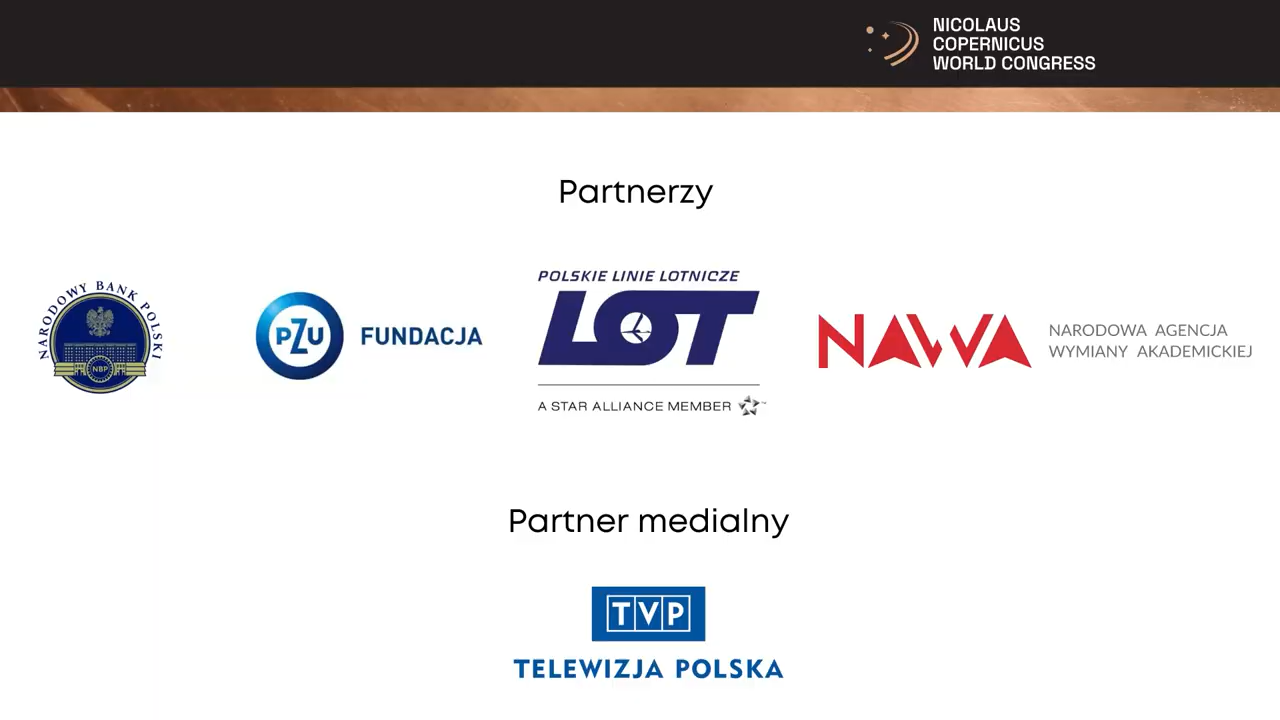 NICOLAUS
COPERNICUS
WORLD CONGRESS
Partnerzy
NARODOWY BANK POLSKI
NBP
PZU
FUNDACJA
POLSKIE LINIE LOTNICZE
LOT
A STAR ALLIANCE MEMBER
NAWA
NARODOWA AGENCJA
WYMIANY AKADEMICKIEJ
Partner medialny
TVP
TELEWIZJA POLSKA